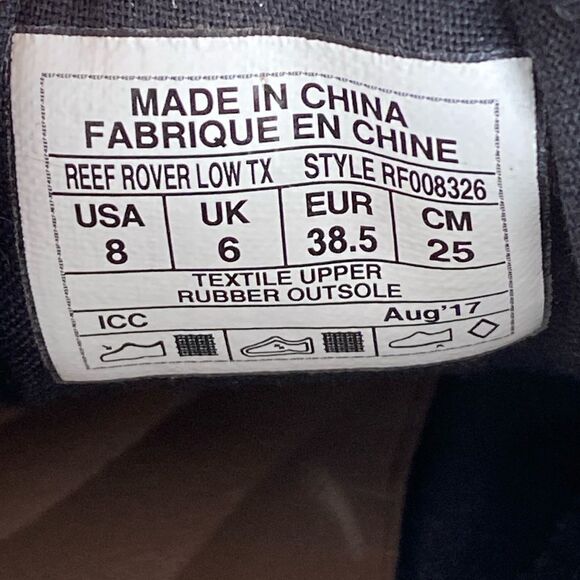 MADE IN CHINA
FABRIQUE EN CHINE
REEF ROVER LOW TX STYLE RF008326
USA UK EUR CM
8 6 38.5 25
TEXTILE UPPER
RUBBER OUTSOLE
ICC Aug'17